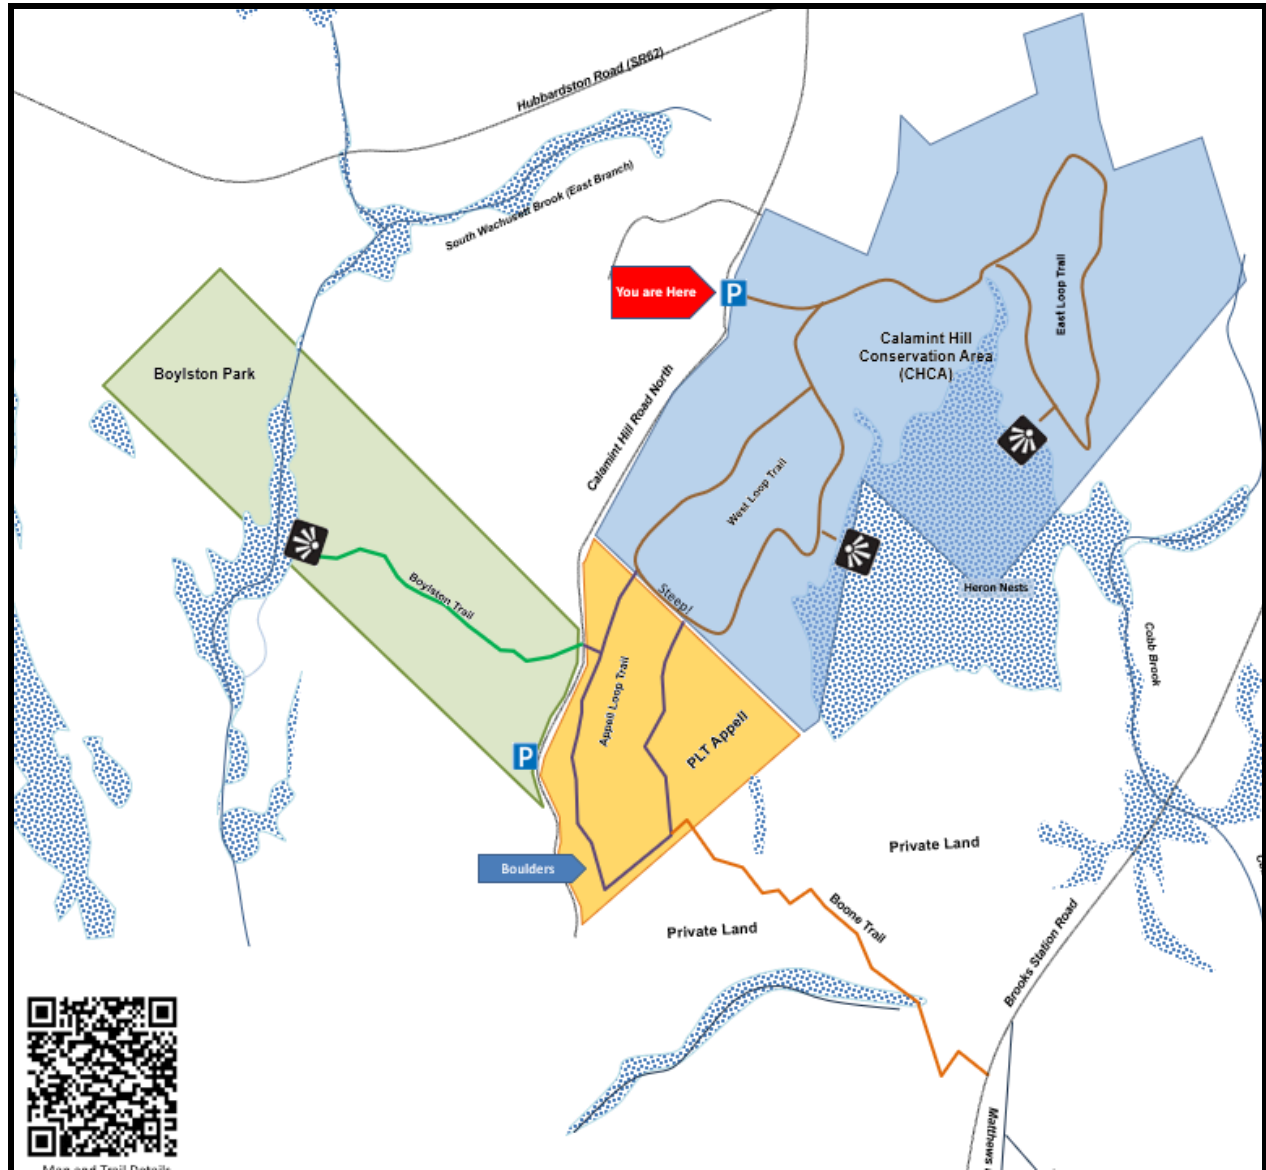 Hubbardston Road (SR62)
South Wachusett Brook (East Branch)
You are Here
P
East Loop Trail
Calamint Hill
Conservation Area
(CHCA)
Boylston Park
Calamint Hill Road North
West Loop Trail
Boylston Trail
Steep!
Heron Nests
Cobb Brook
Appell Loop Trail
PLT Appell
P
Boulders
Private Land
Boone Trail
Private Land
Brooks Station Road
Matthews
Map and Trail Details